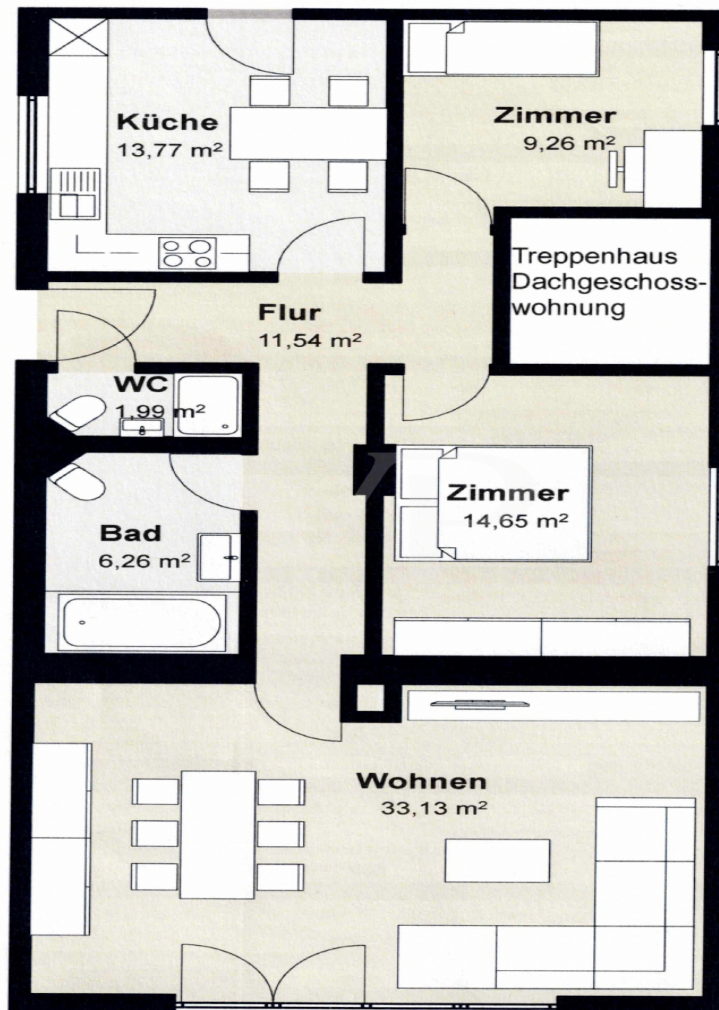 Küche
13,77 m²
Zimmer
9,26 m²
Treppenhaus
Dachgeschoss-
wohnung
Flur
11,54 m²
WC
1,99 m²
Zimmer
14,65 m²
Bad
6,26 m²
Wohnen
33,13 m²